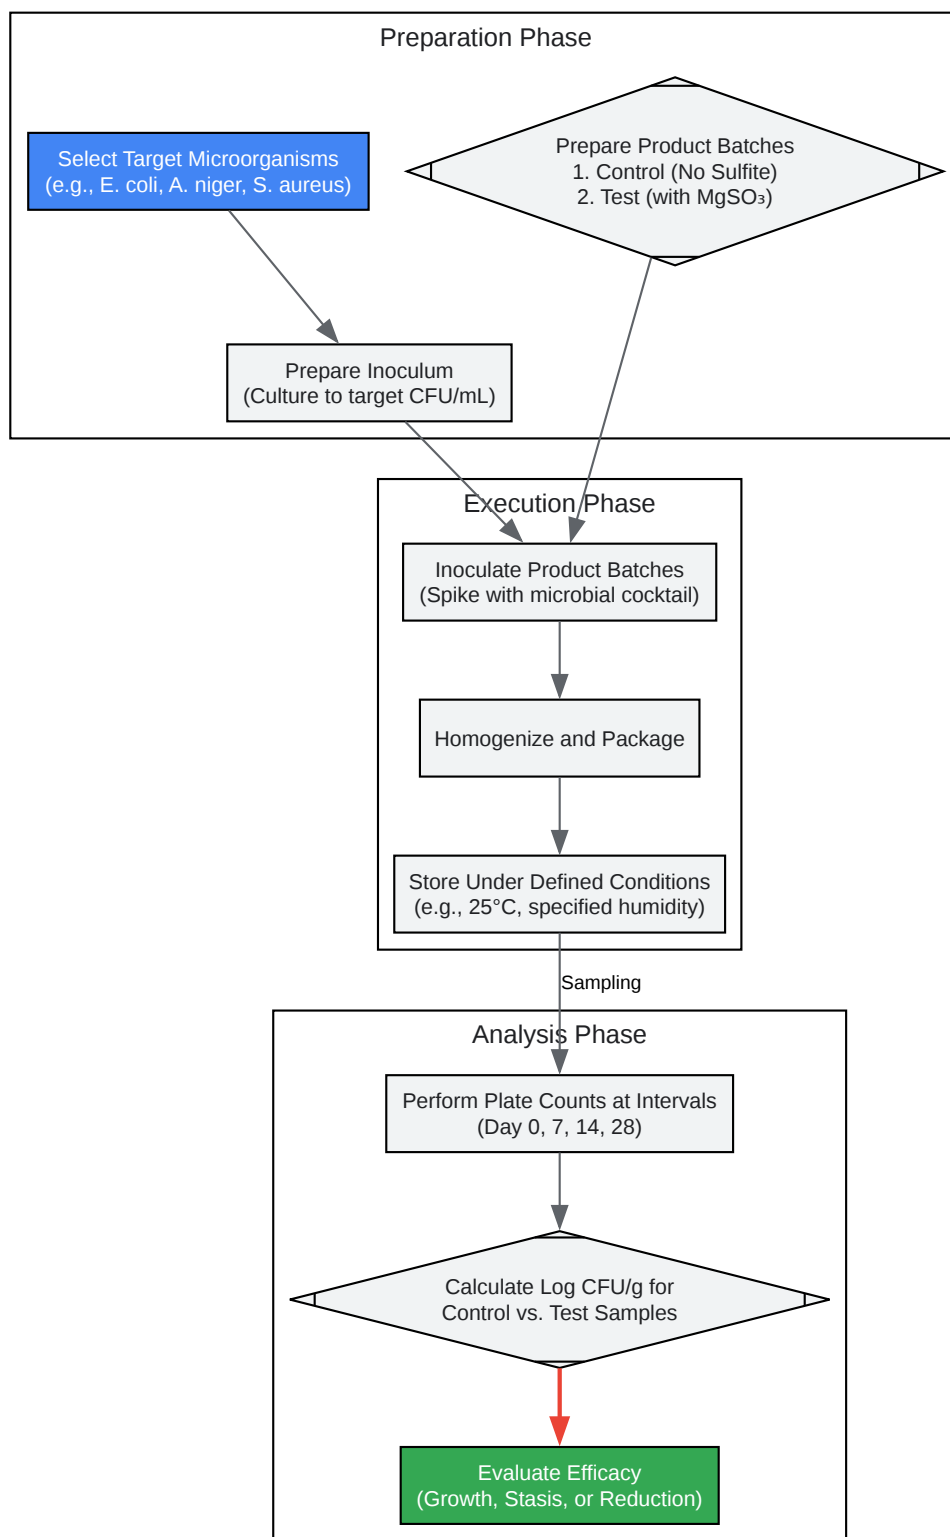 Preparation Phase
Select Target Microorganisms
(e.g., E. coli, A. niger, S. aureus)
Prepare Product Batches
1. Control (No Sulfite)
2. Test (with MgSO₃)
Prepare Inoculum
(Culture to target CFU/mL)
Execution Phase
Inoculate Product Batches
(Spike with microbial cocktail)
Homogenize and Package
Store Under Defined Conditions
(e.g., 25°C, specified humidity)
Sampling
Analysis Phase
Perform Plate Counts at Intervals
(Day 0, 7, 14, 28)
Calculate Log CFU/g for
Control vs. Test Samples
Evaluate Efficacy
(Growth, Stasis, or Reduction)